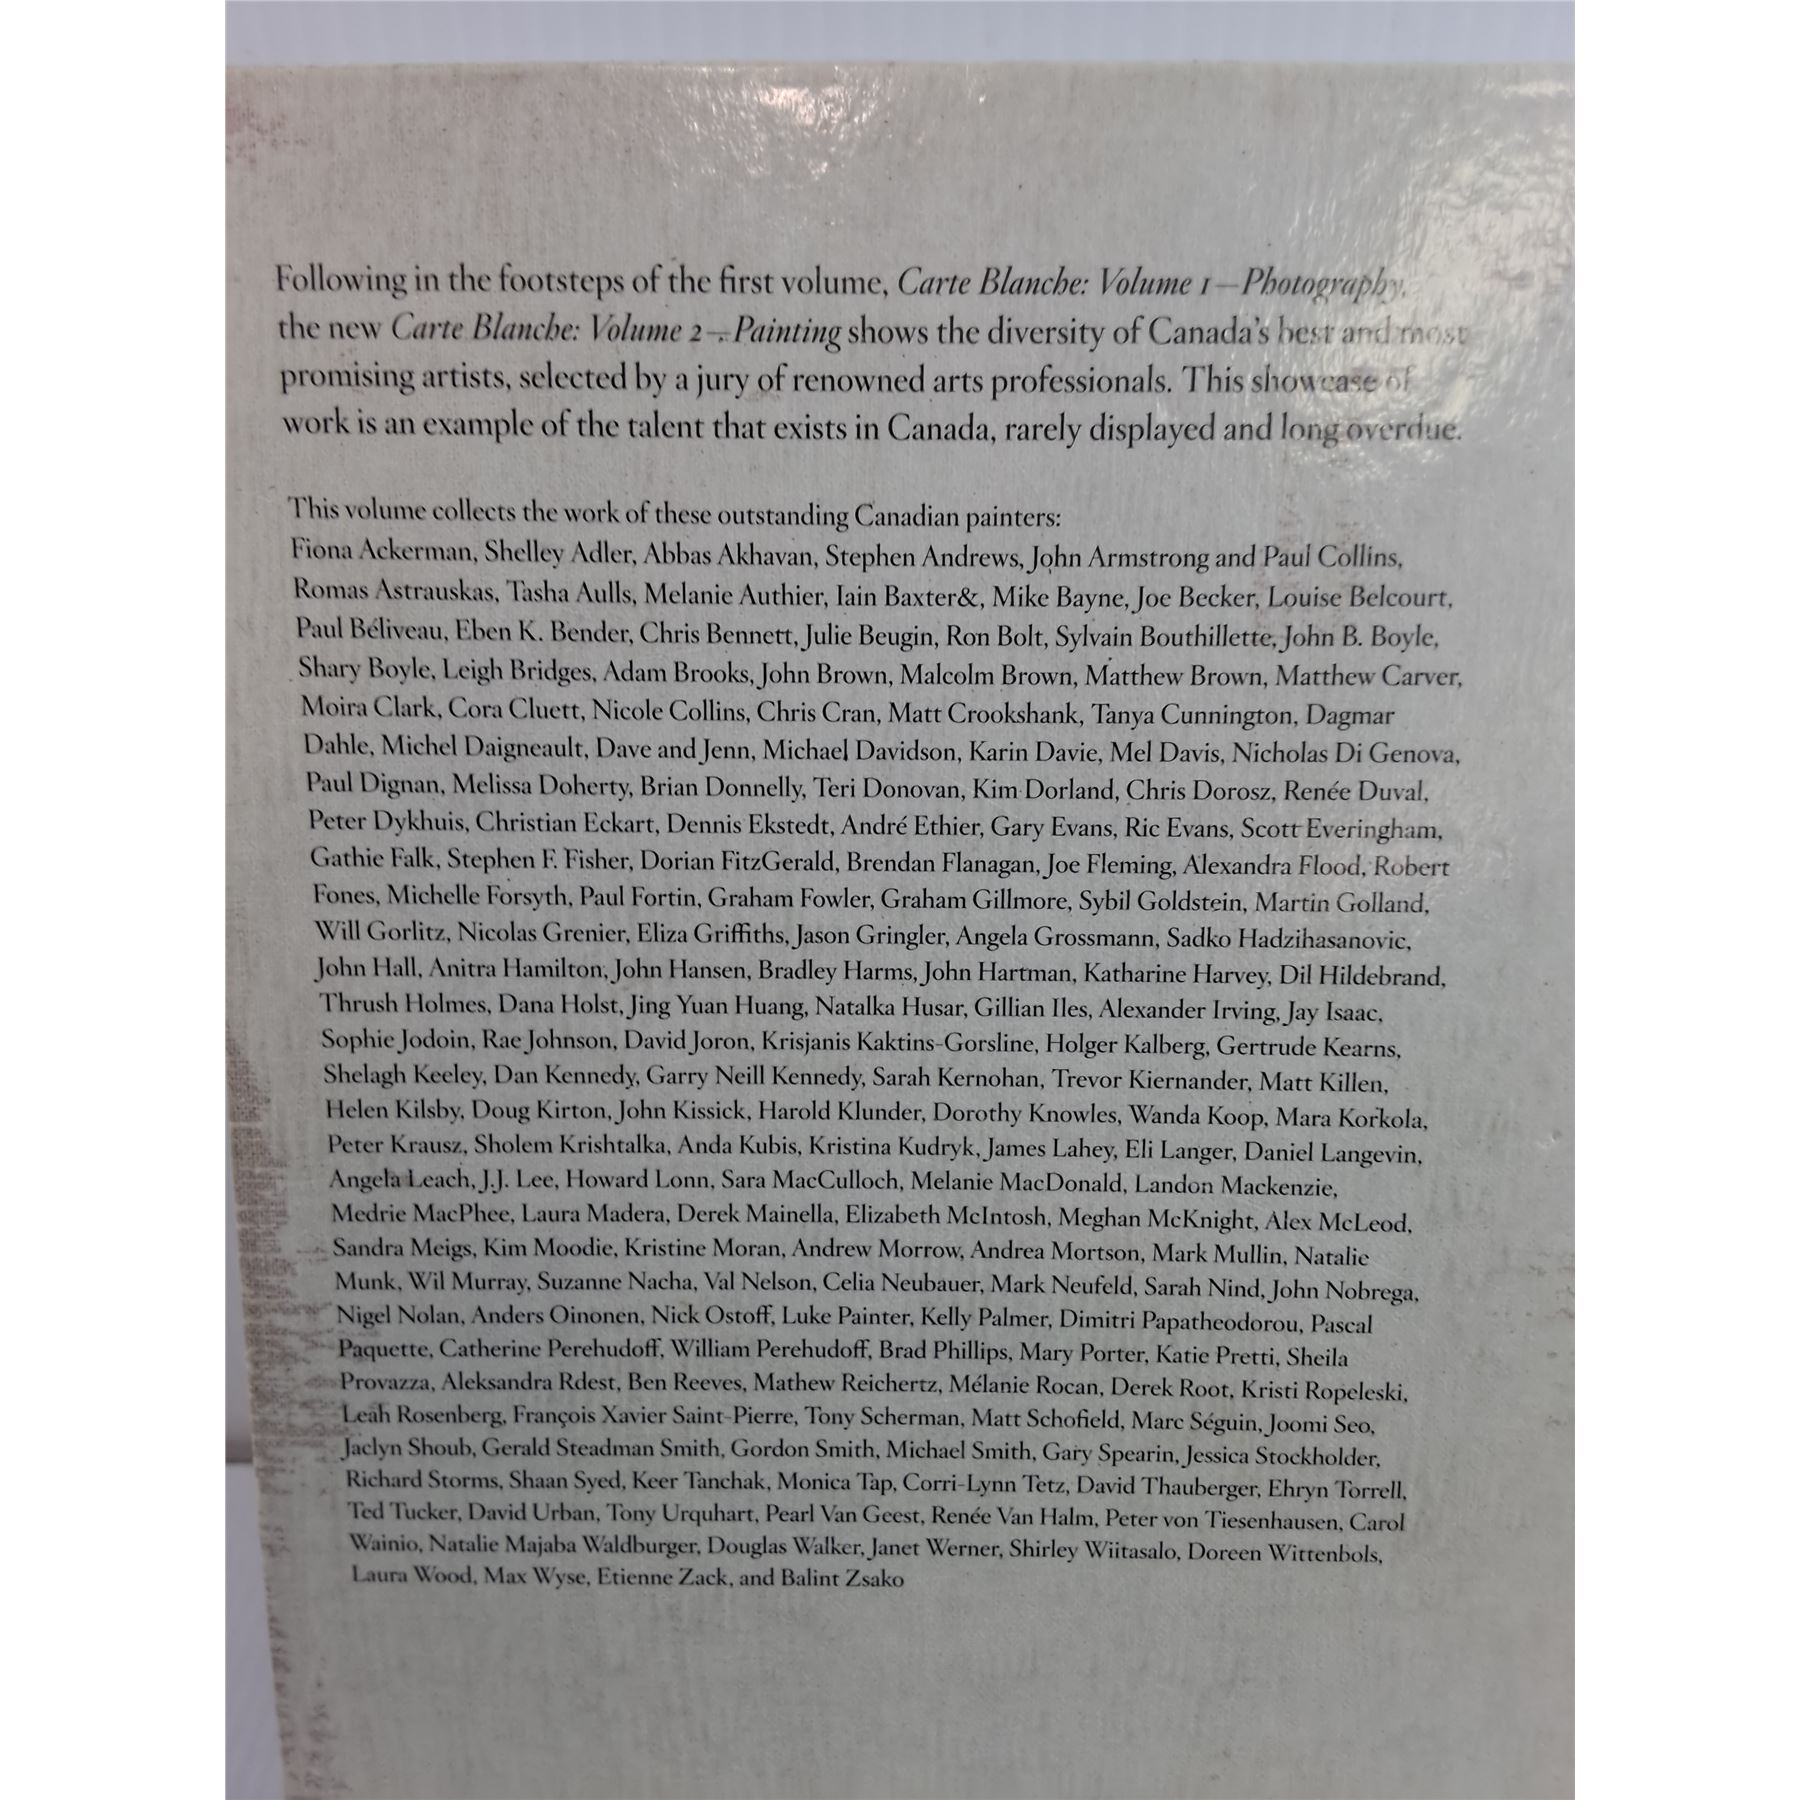 Following in the footsteps of the first volume, Carte Blanche: Volume 1—Photography,
the new Carte Blanche: Volume 2—Painting shows the diversity of Canada's best and most
promising artists, selected by a jury of renowned arts professionals. This showcase of
work is an example of the talent that exists in Canada, rarely displayed and long overdue.
This volume collects the work of these outstanding Canadian painters:
Fiona Ackerman, Shelley Adler, Abbas Akhavan, Stephen Andrews, John Armstrong and Paul Collins,
Romas Astrauskas, Tasha Aulls, Melanie Authier, Iain Baxter&, Mike Bayne, Joe Becker, Louise Belcourt,
Paul Béliveau, Eben K. Bender, Chris Bennett, Julie Beugin, Ron Bolt, Sylvain Bouthillette, John B. Boyle,
Shary Boyle, Leigh Bridges, Adam Brooks, John Brown, Malcolm Brown, Matthew Brown, Matthew Carver,
Moira Clark, Cora Cluett, Nicole Collins, Chris Cran, Matt Crookshank, Tanya Cunnington, Dagmar
Dahle, Michel Daigneault, Dave and Jenn, Michael Davidson, Karin Davie, Mel Davis, Nicholas Di Genova,
Paul Dignan, Melissa Doherty, Brian Donnelly, Teri Donovan, Kim Dorland, Chris Dorosz, Renée Duval,
Peter Dykhuis, Christian Eckart, Dennis Ekstedt, André Ethier, Gary Evans, Ric Evans, Scott Everingham,
Gathie Falk, Stephen F. Fisher, Dorian FitzGerald, Brendan Flanagan, Joe Fleming, Alexandra Flood, Robert
Fones, Michelle Forsyth, Paul Fortin, Graham Fowler, Graham Gillmore, Sybil Goldstein, Martin Golland,
Will Gorlitz, Nicolas Grenier, Eliza Griffiths, Jason Gringler, Angela Grossmann, Sadko Hadzihasanovic,
John Hall, Anitra Hamilton, John Hansen, Bradley Harms, John Hartman, Katharine Harvey, Dil Hildebrand,
Thrush Holmes, Dana Holst, Jing Yuan Huang, Natalka Husar, Gillian Iles, Alexander Irving, Jay Isaac,
Sophie Jodoin, Rae Johnson, David Joron, Krisjanis Kaktins-Gorsline, Holger Kalberg, Gertrude Kearns,
Shelagh Keeley, Dan Kennedy, Garry Neill Kennedy, Sarah Kernohan, Trevor Kiernander, Matt Killen,
Helen Kilsby, Doug Kirton, John Kissick, Harold Klunder, Dorothy Knowles, Wanda Koop, Mara Korkola,
Peter Krausz, Sholem Krishtalka, Anda Kubis, Kristina Kudryk, James Lahey, Eli Langer, Daniel Langevin,
Angela Leach, J.J. Lee, Howard Lonn, Sara MacCulloch, Melanie MacDonald, Landon Mackenzie,
Medrie MacPhee, Laura Madera, Derek Mainella, Elizabeth McIntosh, Meghan McKnight, Alex McLeod,
Sandra Meigs, Kim Moodie, Kristine Moran, Andrew Morrow, Andrea Mortson, Mark Mullin, Natalie
Munk, Wil Murray, Suzanne Nacha, Val Nelson, Celia Neubauer, Mark Neufeld, Sarah Nind, John Nobrega,
Nigel Nolan, Anders Oinonen, Nick Ostoff, Luke Painter, Kelly Palmer, Dimitri Papatheodorou, Pascal
Paquette, Catherine Perehudoff, William Perehudoff, Brad Phillips, Mary Porter, Katie Pretti, Sheila
Provazza, Aleksandra Rdest, Ben Reeves, Mathew Reichertz, Mélanie Rocan, Derek Root, Kristi Ropeleski,
Leah Rosenberg, François Xavier Saint-Pierre, Tony Scherman, Matt Schofield, Marc Séguin, Joomi Seo,
Jaclyn Shoub, Gerald Steadman Smith, Gordon Smith, Michael Smith, Gary Spearin, Jessica Stockholder,
Richard Storms, Shaan Syed, Keer Tanchak, Monica Tap, Corri-Lynn Tetz, David Thauberger, Ehryn Torrell,
Ted Tucker, David Urban, Tony Urquhart, Pearl Van Geest, Renée Van Halm, Peter von Tiesenhausen, Carol
Wainio, Natalie Majaba Waldburger, Douglas Walker, Janet Werner, Shirley Wiitasalo, Doreen Wittenbols,
Laura Wood, Max Wyse, Etienne Zack, and Balint Zsako